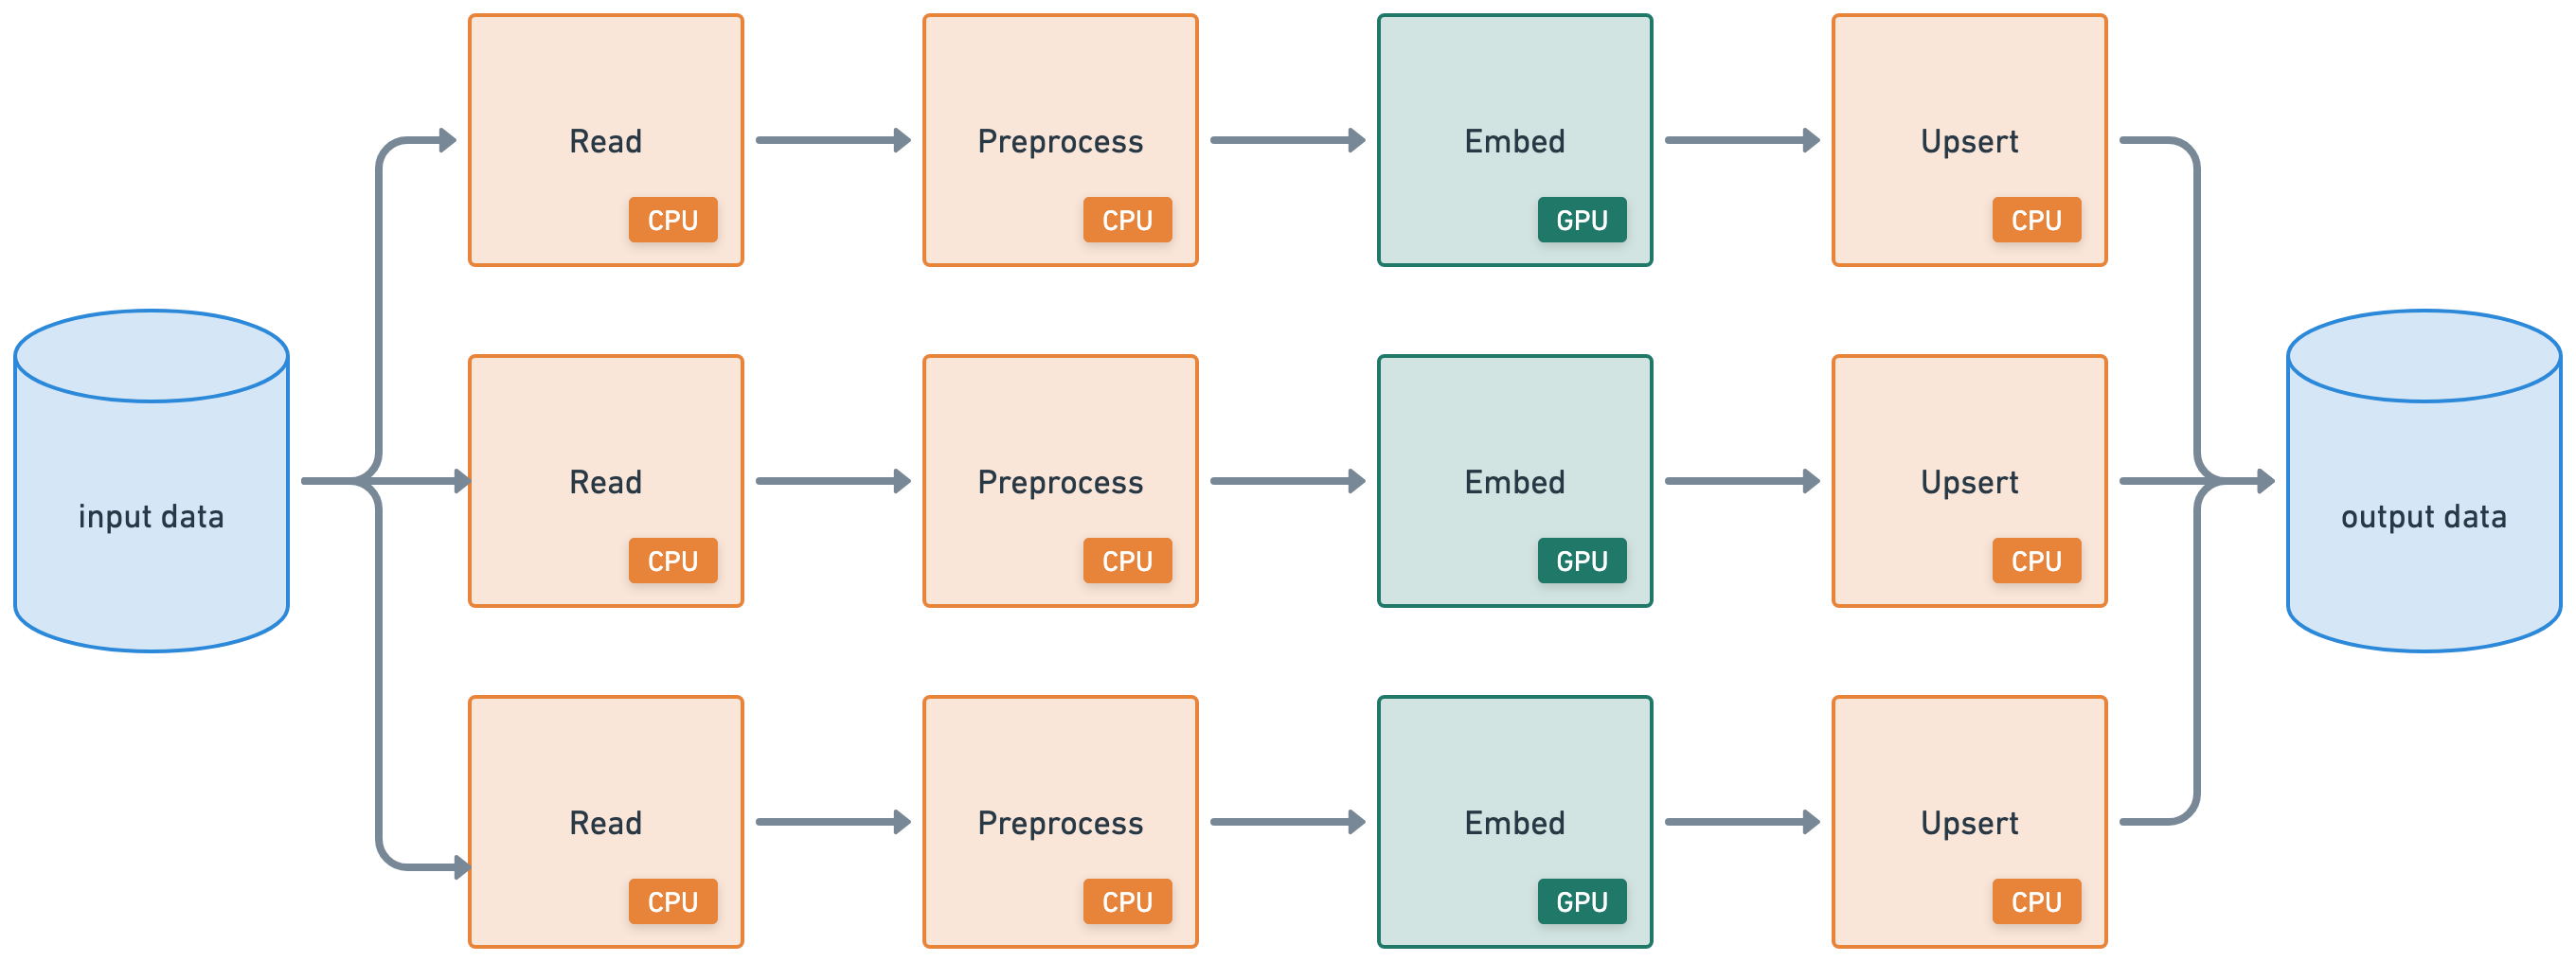 Read
CPU
Preprocess
CPU
Embed
GPU
Upsert
CPU
input data
Read
CPU
Preprocess
CPU
Embed
GPU
Upsert
CPU
output data
Read
CPU
Preprocess
CPU
Embed
GPU
Upsert
CPU